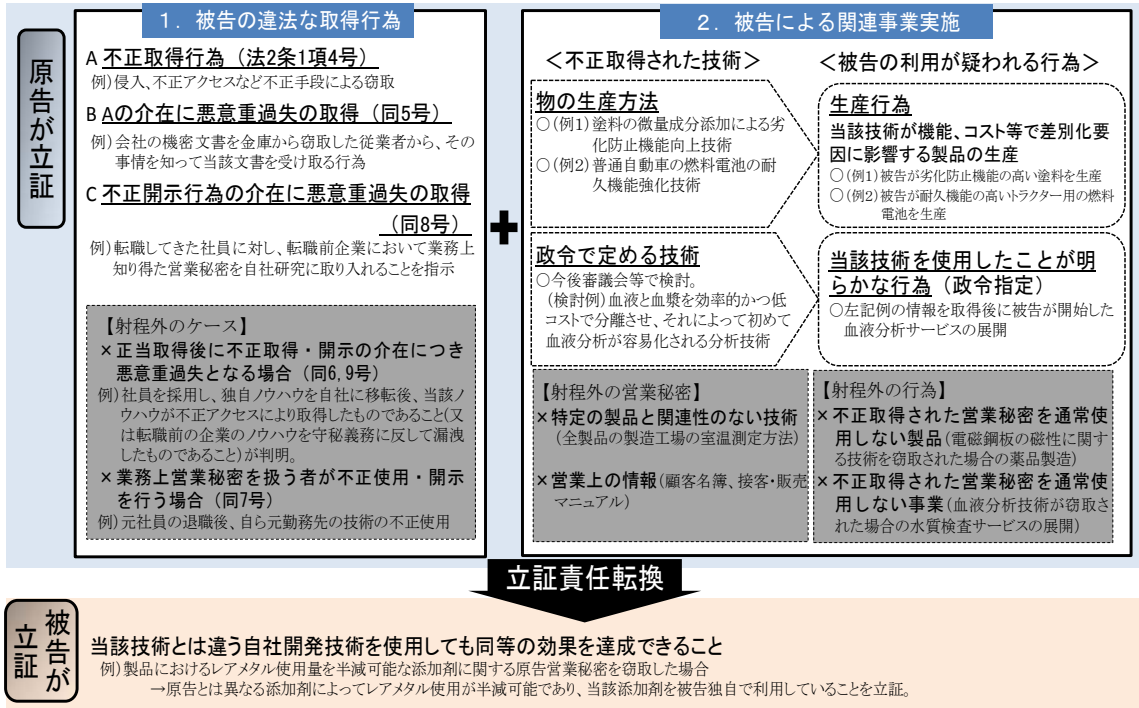 原告が立証
1．被告の違法な取得行為
A 不正取得行為（法2条1項4号）
例）侵入、不正アクセスなど不正手段による窃取
B Aの介在に悪意重過失の取得（同5号）
例）会社の機密文書を金庫から窃取した従業者から、その
事情を知って当該文書を受け取る行為
C 不正開示行為の介在に悪意重過失の取得
（同8号）
例）転職してきた社員に対し、転職前企業において業務上
知り得た営業秘密を自社研究に取り入れることを指示
【射程外のケース】
×正当取得後に不正取得・開示の介在につき
悪意重過失となる場合（同6,9号）
例）社員を採用し、独自ノウハウを自社に移転後、当該ノ
ウハウが不正アクセスにより取得したものであること（又
は転職前の企業のノウハウを守秘義務に反して漏洩
したものであること）が判明。
×業務上営業秘密を扱う者が不正使用・開示
を行う場合（同7号）
例）元社員の退職後、自ら元勤務先の技術の不正使用
＋
2．被告による関連事業実施
＜不正取得された技術＞
物の生産方法
○（例1）塗料の微量成分添加による劣
化防止機能向上技術
○（例2）普通自動車の燃料電池の耐
久機能強化技術
政令で定める技術
○今後審議会等で検討。
（検討例）血液と血漿を効率的かつ低
コストで分離させ、それによって初めて
血液分析が容易化される分析技術
【射程外の営業秘密】
×特定の製品と関連性のない技術
（全製品の製造工場の室温測定方法）
×営業上の情報（顧客名簿、接客・販売
マニュアル）
＜被告の利用が疑われる行為＞
生産行為
当該技術が機能、コスト等で差別化要
因に影響する製品の生産
○（例1）被告が劣化防止機能の高い塗料を生産
○（例2）被告が耐久機能の高いトラクター用の燃料
電池を生産
当該技術を使用したことが明
らかな行為（政令指定）
○左記例の情報を取得後に被告が開始した
血液分析サービスの展開
【射程外の行為】
×不正取得された営業秘密を通常使
用しない製品（電磁鋼板の磁性に関す
る技術を窃取された場合の薬品製造）
×不正取得された営業秘密を通常使
用しない事業（血液分析技術が窃取さ
れた場合の水質検査サービスの展開）
立証責任転換
被告が立証
当該技術とは違う自社開発技術を使用しても同等の効果を達成できること
例）製品におけるレアメタル使用量を半減可能な添加剤に関する原告営業秘密を窃取した場合
→原告とは異なる添加剤によってレアメタル使用が半減可能であり、当該添加剤を被告独自で利用していることを立証。